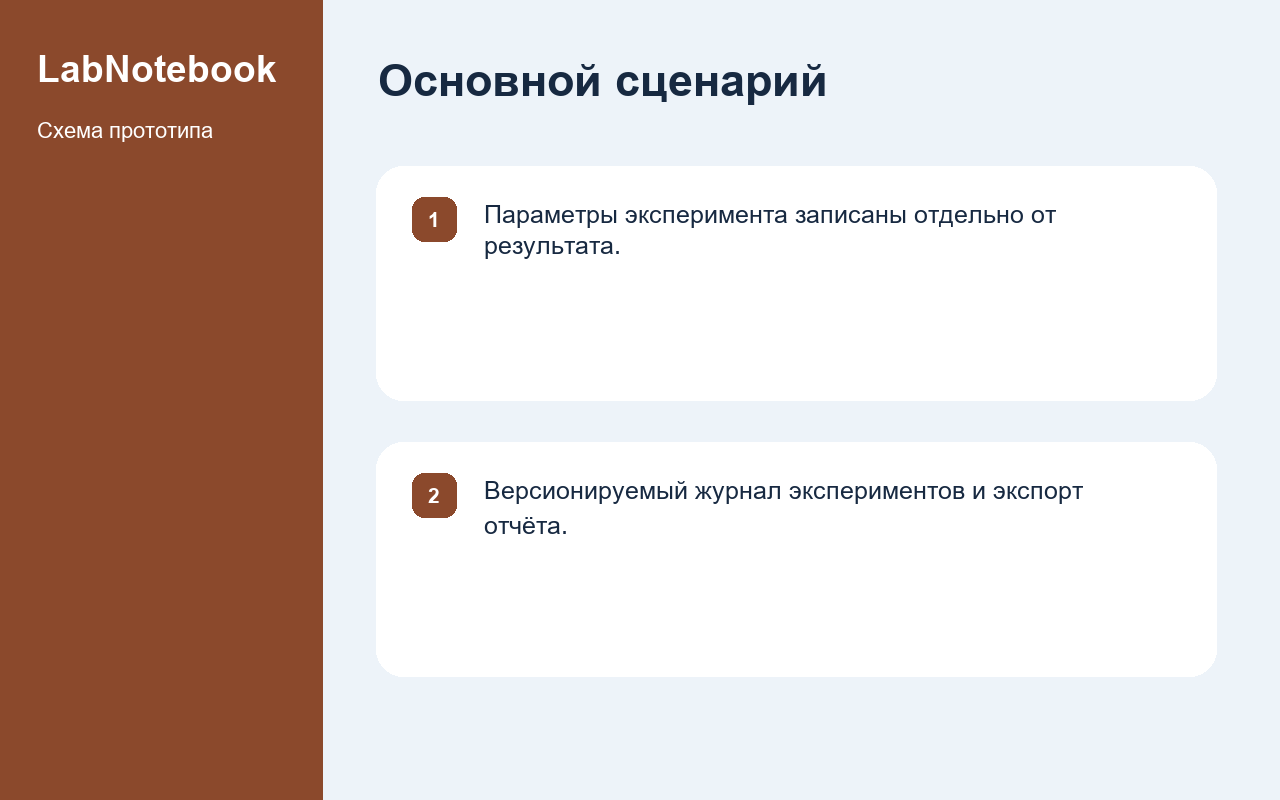 LabNotebook
Схема прототипа
Основной сценарий
1
Параметры эксперимента записаны отдельно от
результата.
2
Версионируемый журнал экспериментов и экспорт
отчёта.